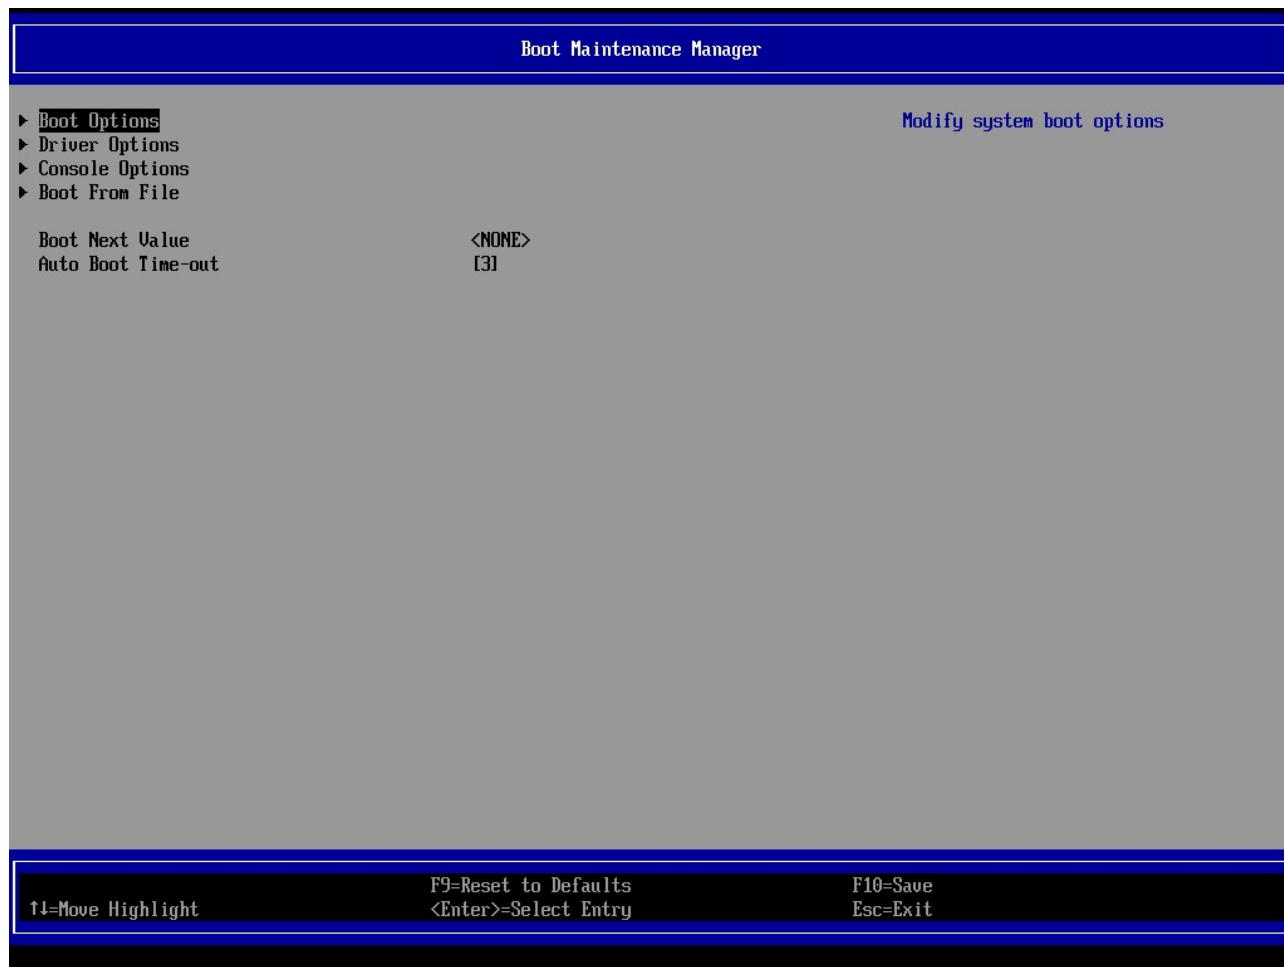 Boot Maintenance Manager
▶ Boot Options Modify system boot options
▶ Driver Options
▶ Console Options
▶ Boot From File
Boot Next Value <NONE>
Auto Boot Time-out [3]
F9=Reset to Defaults F10=Save
↑↓=Move Highlight <Enter>=Select Entry Esc=Exit